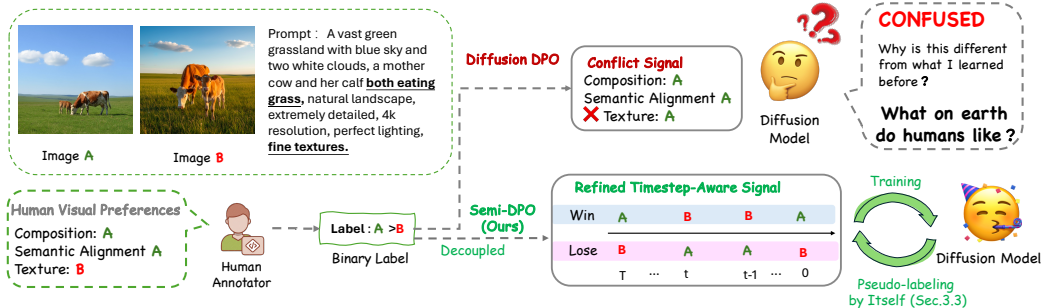 Prompt： A vast green
grassland with blue sky and
two white clouds, a mother
cow and her calf both eating
grass, natural landscape,
extremely detailed, 4k
resolution, perfect lighting,
fine textures.
Image A
Image B
Human Visual Preferences
Composition: A
Semantic Alignment A
Texture: B
Human
Annotator
Label : A >B
Binary Label
Diffusion DPO
Conflict Signal
Composition: A
Semantic Alignment A
Texture: A
Diffusion
Model
CONFUSED
Why is this different
from what I learned
before ?
What on earth
do humans like ?
Semi-DPO
(Ours)
Decoupled
Refined Timestep-Aware Signal
Win A B B A
Lose B A A B
T ... t t-1 ... 0
Training
Diffusion Model
Pseudo-labeling
by Itself (Sec.3.3)